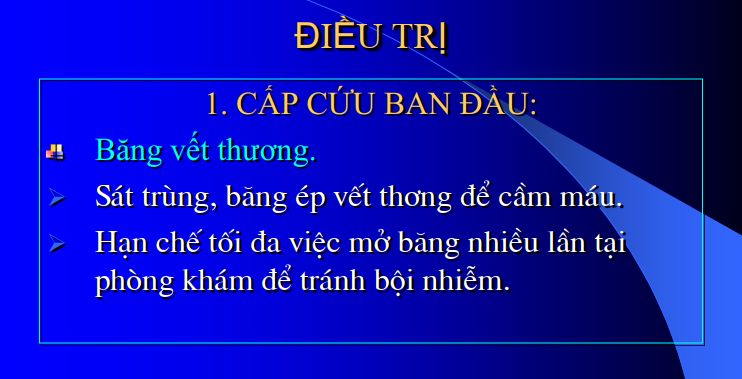 ĐIỀU TRỊ
1. CẤP CỨU BAN ĐẦU:
Băng vết thương.
Sát trùng, băng ép vết thơng để cầm máu.
Hạn chế tối đa việc mở băng nhiều lần tại
phòng khám để tránh bội nhiễm.